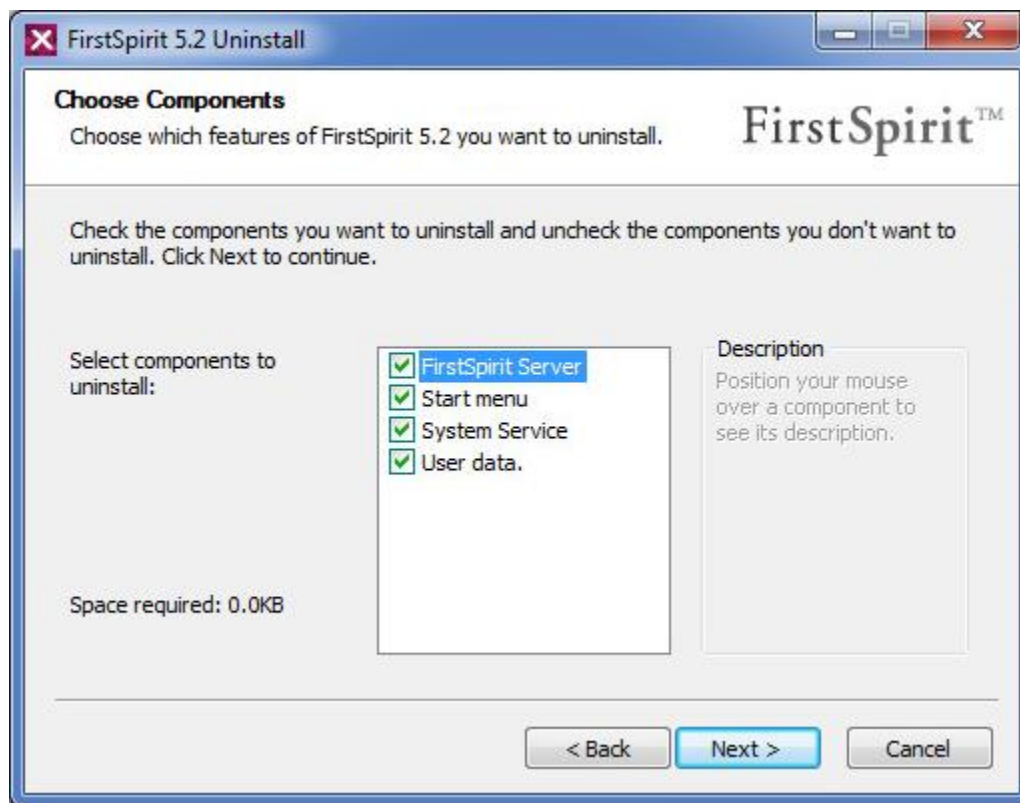 FirstSpirit 5.2 Uninstall
Choose Components
Choose which features of FirstSpirit 5.2 you want to uninstall.
FirstSpirit™
Check the components you want to uninstall and uncheck the components you don't want to
uninstall. Click Next to continue.
Select components to
uninstall:
FirstSpirit Server
Start menu
System Service
User data.
Description
Position your mouse
over a component to
see its description.
Space required: 0.0KB
< Back
Next >
Cancel